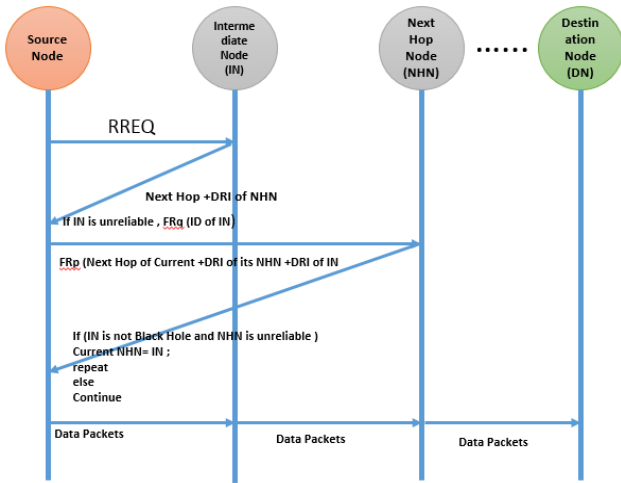 Source
Node
Interme
diate
Node
(IN)
Next
Hop
Node
(NHN)
......
Destin
ation
Node
(DN)
RREQ
Next Hop +DRI of NHN
If IN is unreliable , FRq (ID of IN)
FRp (Next Hop of Current +DRI of its NHN +DRI of IN
If (IN is not Black Hole and NHN is unreliable )
Current NHN= IN ;
repeat
else
Continue
Data Packets
Data Packets
Data Packets